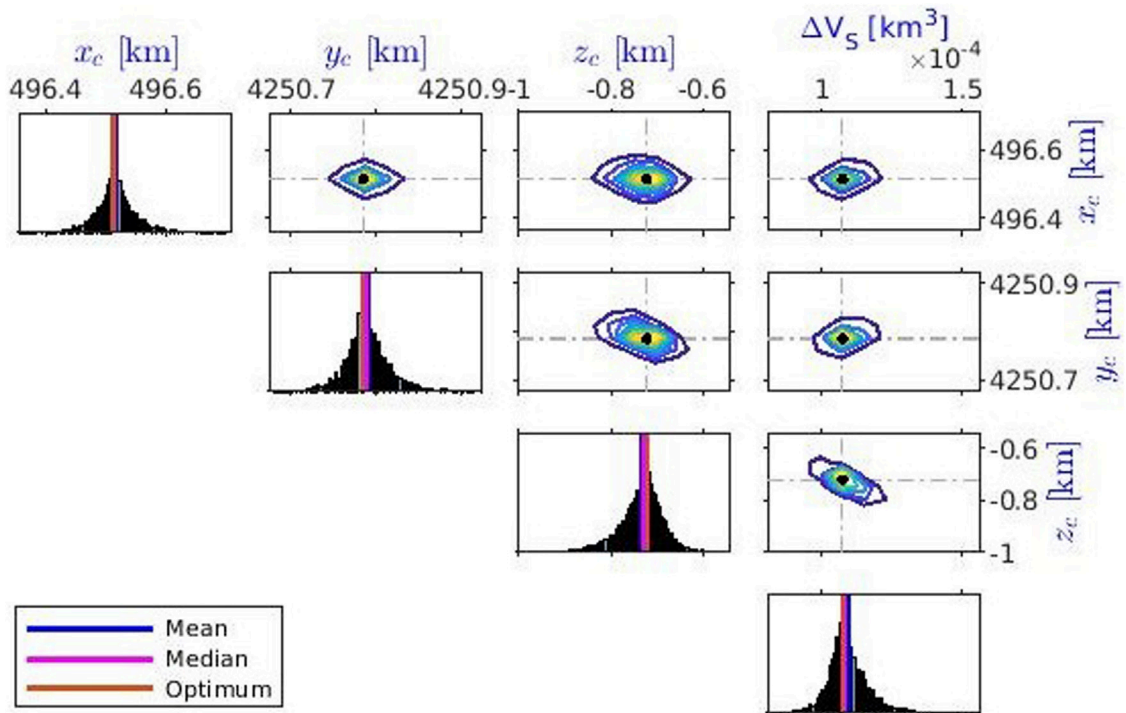 x_c [km] y_c [km] z_c [km] ΔV_S [km³]
×10⁻⁴
496.4 496.6 4250.7 4250.9 -1 -0.8 -0.6 1 1.5
496.6
496.4
x_c [km]
4250.9
4250.7
y_c [km]
-0.6
-0.8
-1
z_c [km]
Mean
Median
Optimum